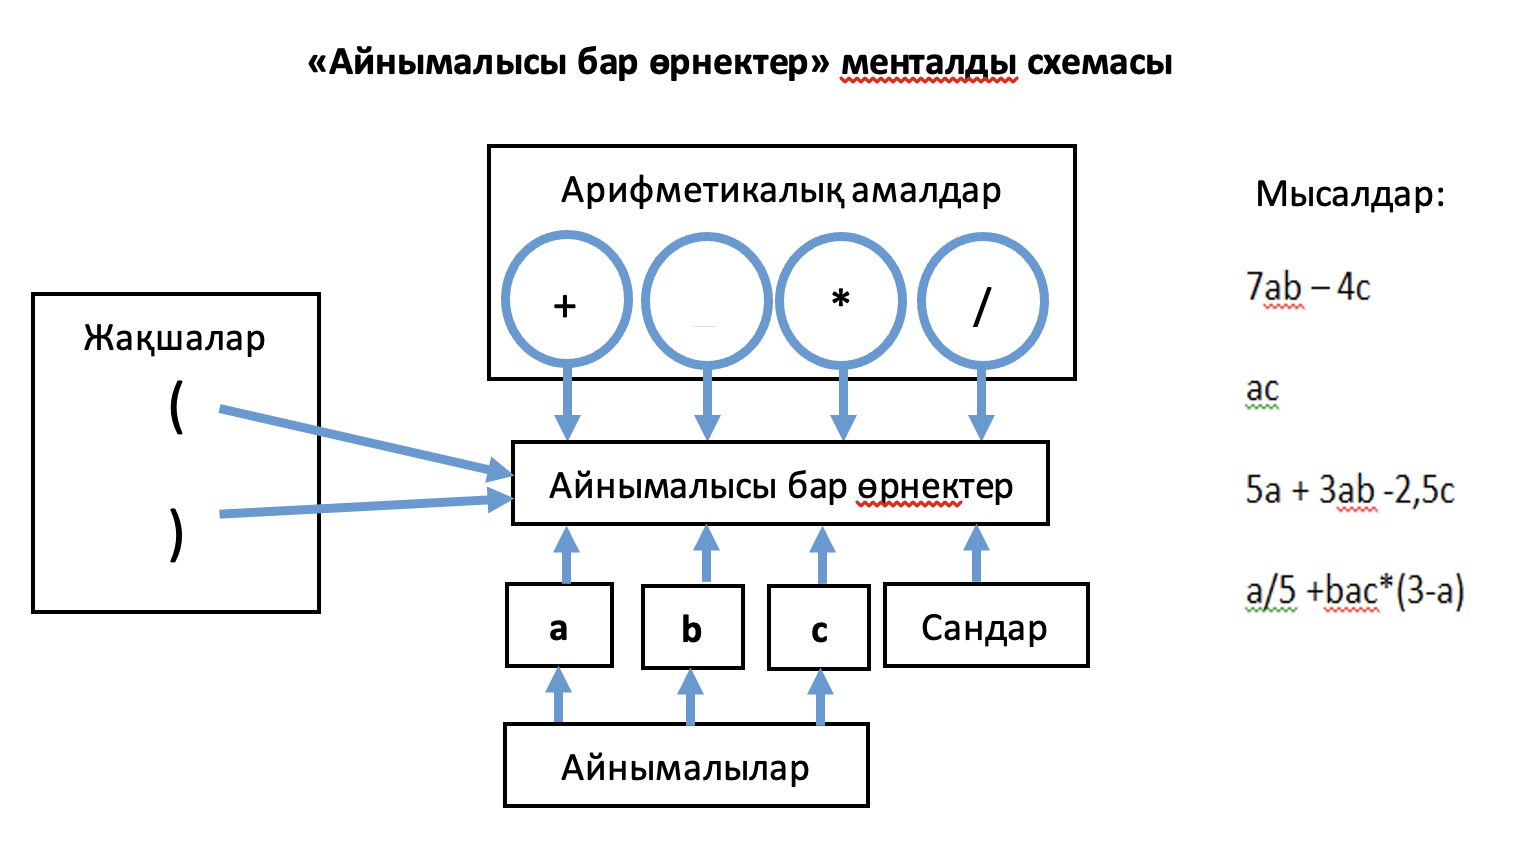 «Айнымалысы бар өрнектер» менталды схемасы
Арифметикалық амалдар
+ _ * /
Жақшалар
(
)
Айнымалысы бар өрнектер
a b c Сандар
Айнымалылар
Мысалдар:
7ab – 4c
ac
5a + 3ab -2,5c
a/5 +bac*(3-a)